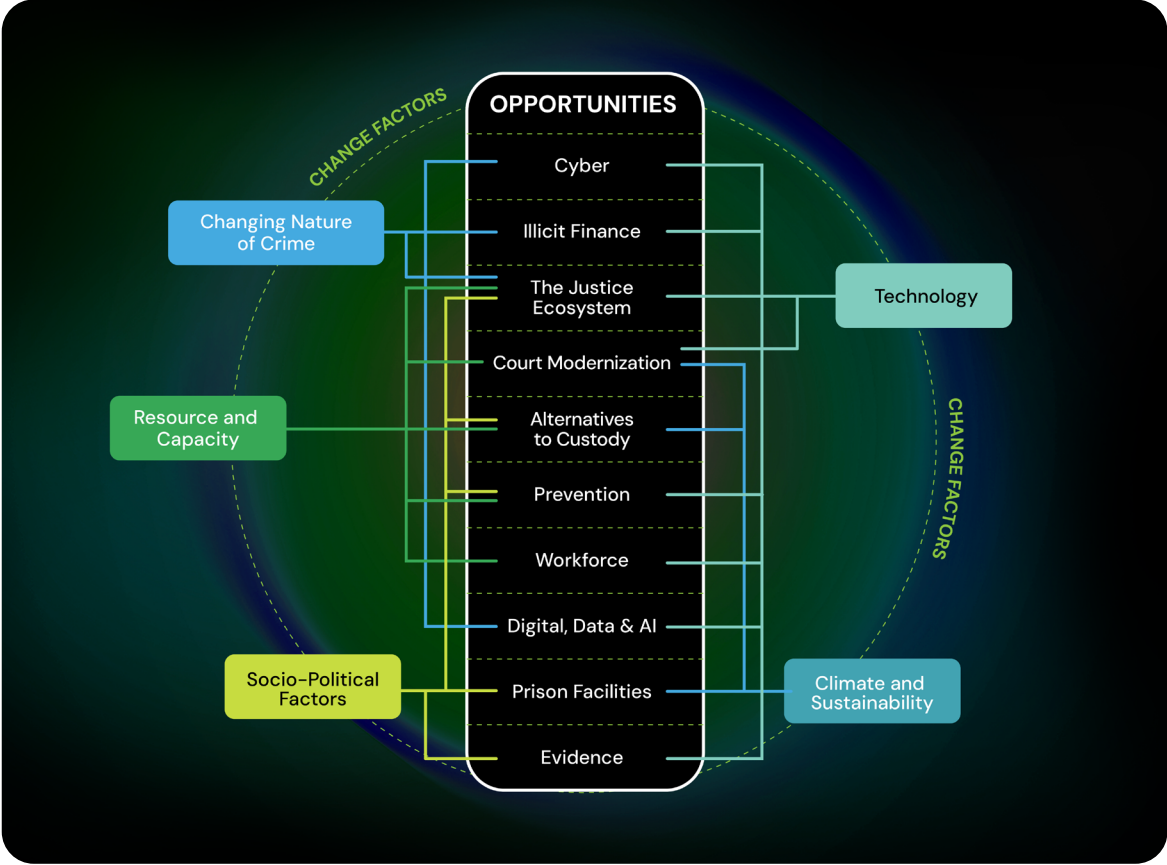 OPPORTUNITIES
CHANGE FACTORS
Cyber
Changing Nature
of Crime
Illicit Finance
The Justice
Ecosystem
Technology
Court Modernization
Resource and
Capacity
Alternatives
to Custody
CHANGE FACTORS
Prevention
Workforce
Digital, Data & AI
Socio-Political
Factors
Prison Facilities
Climate and
Sustainability
Evidence